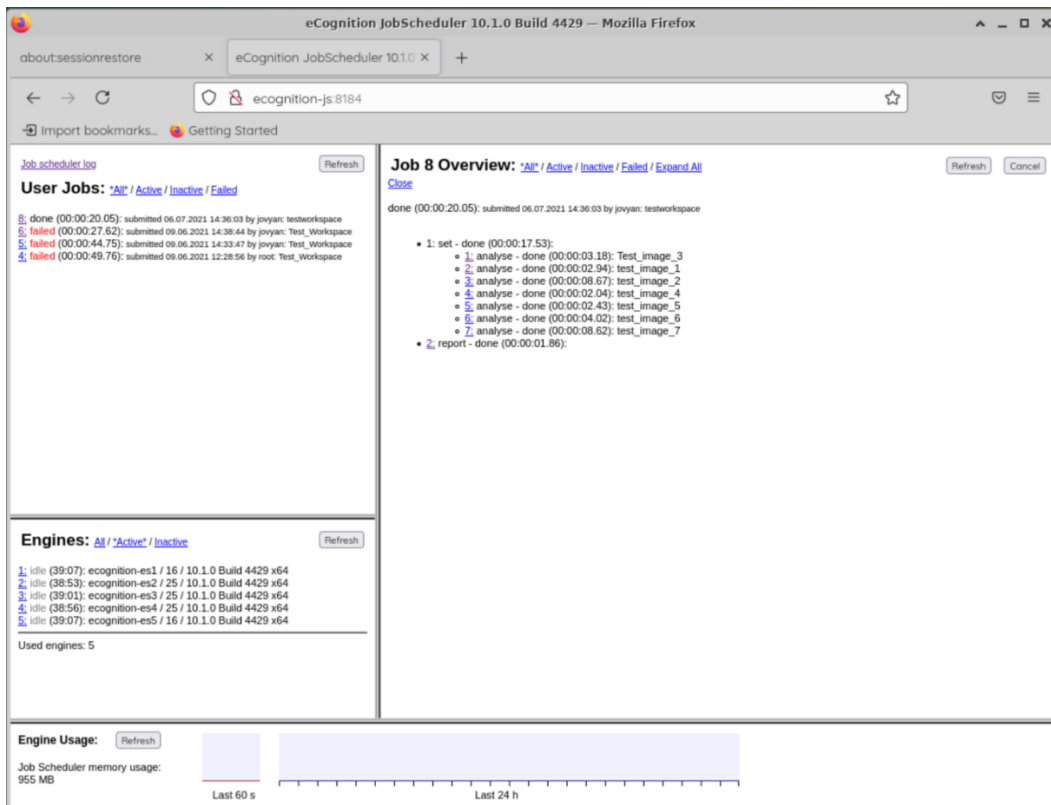 eCognition JobScheduler 10.1.0 Build 4429 — Mozilla Firefox
about:sessionrestore
eCognition JobScheduler 10.1.0
ecognition-js:8184
Import bookmarks...
Getting Started
Job scheduler log
Refresh
User Jobs: *All* / Active / Inactive / Failed
8: done (00:00:20.05): submitted 06.07.2021 14:36:03 by jovyan: testworkspace
6: failed (00:00:27.62): submitted 09.06.2021 14:38:44 by jovyan: Test_Workspace
5: failed (00:00:44.75): submitted 09.06.2021 14:33:47 by jovyan: Test_Workspace
4: failed (00:00:49.76): submitted 09.06.2021 12:28:56 by root: Test_Workspace
Job 8 Overview: *All* / Active / Inactive / Failed / Expand All
Refresh
Cancel
Close
done (00:00:20.05): submitted 06.07.2021 14:36:03 by jovyan: testworkspace
1: set - done (00:00:17.53):
1: analyse - done (00:00:03.18): Test_image_3
2: analyse - done (00:00:02.94): test_image_1
3: analyse - done (00:00:08.67): test_image_2
4: analyse - done (00:00:02.04): test_image_4
5: analyse - done (00:00:02.43): test_image_5
6: analyse - done (00:00:04.02): test_image_6
7: analyse - done (00:00:08.62): test_image_7
2: report - done (00:00:01.86):
Engines: All / *Active* / Inactive
Refresh
1: idle (39:07): ecognition-es1 / 16 / 10.1.0 Build 4429 x64
2: idle (38:53): ecognition-es2 / 25 / 10.1.0 Build 4429 x64
3: idle (39:01): ecognition-es3 / 25 / 10.1.0 Build 4429 x64
4: idle (38:56): ecognition-es4 / 25 / 10.1.0 Build 4429 x64
5: idle (39:07): ecognition-es5 / 16 / 10.1.0 Build 4429 x64
Used engines: 5
Engine Usage:
Refresh
Job Scheduler memory usage:
955 MB
Last 60 s
Last 24 h